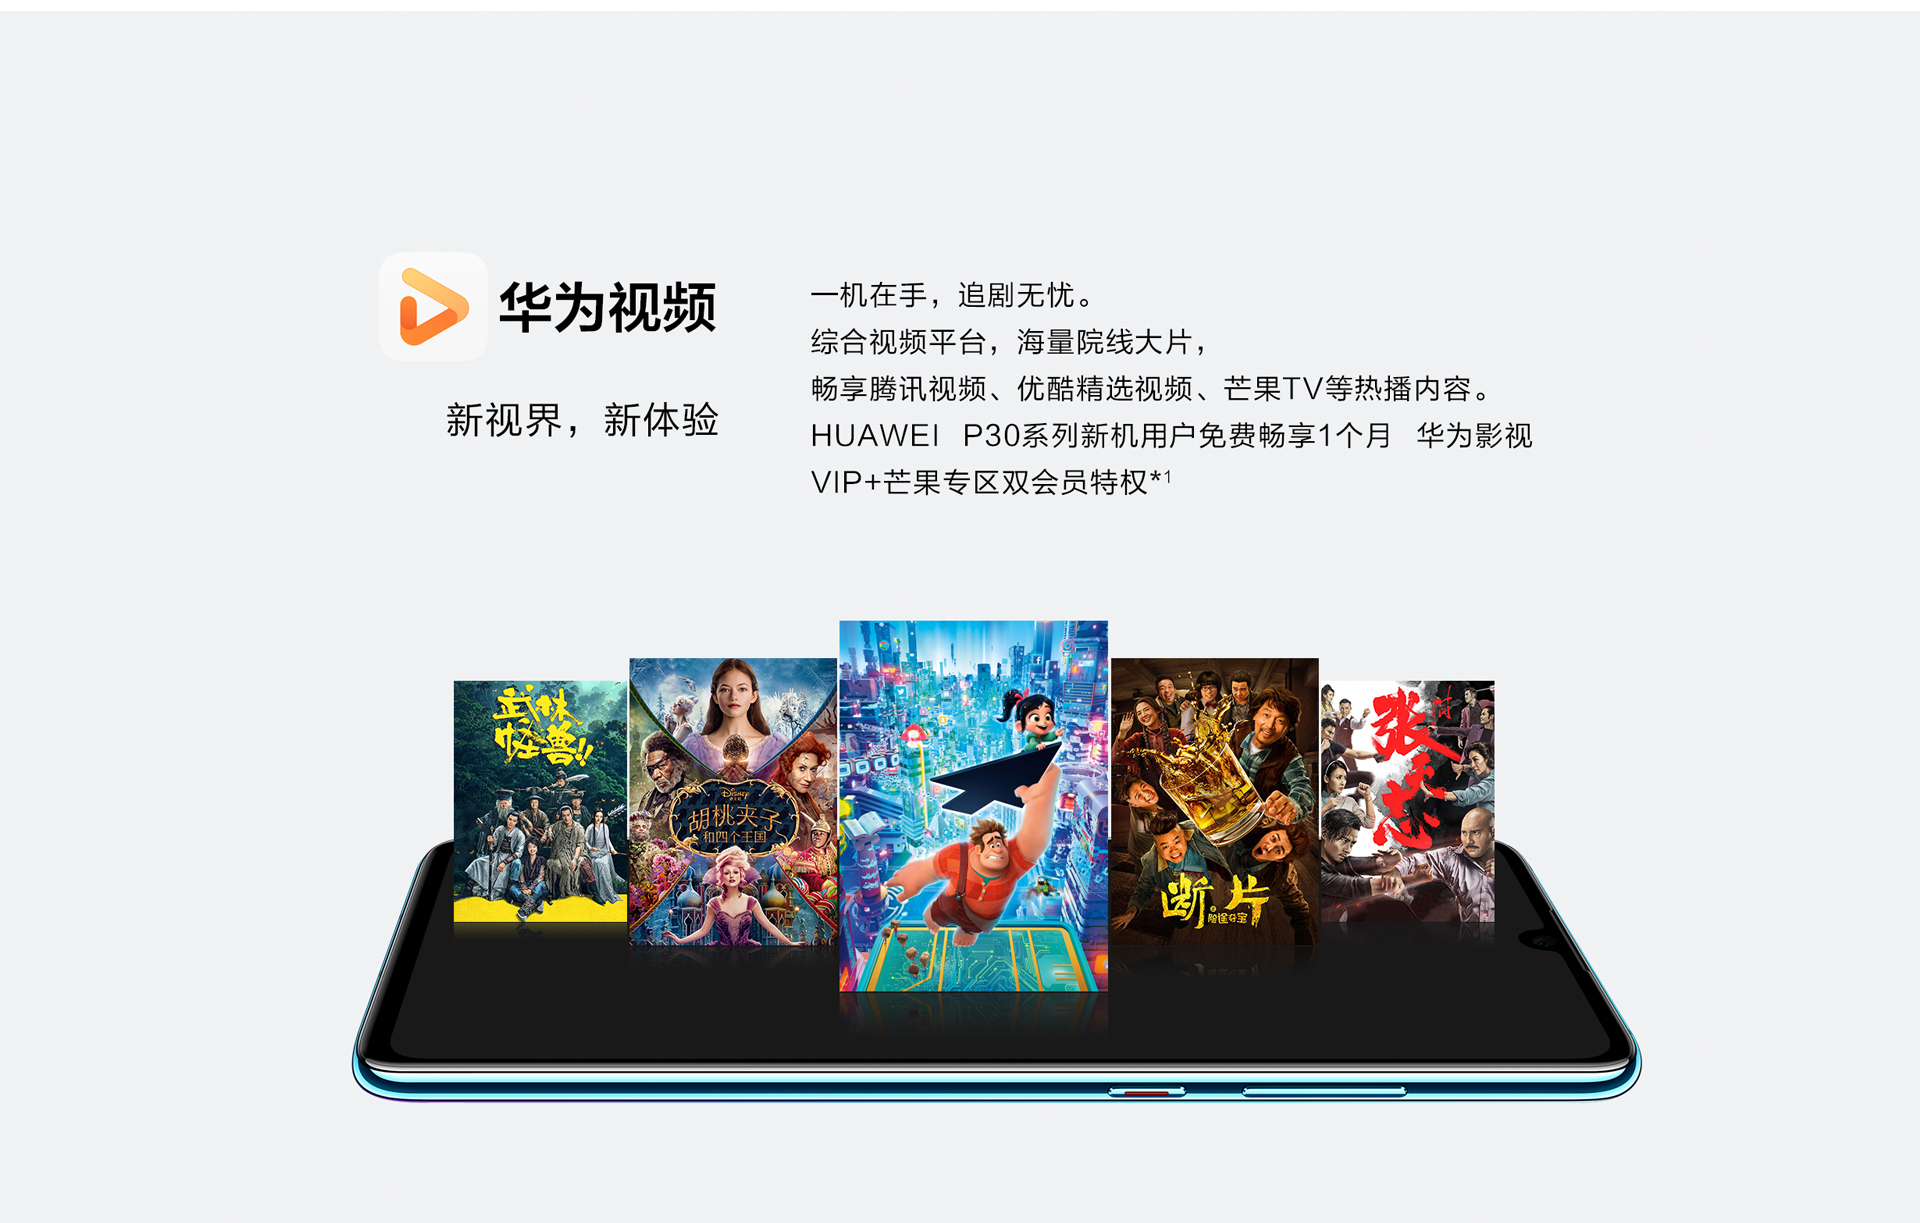 华为视频
新视界，新体验
一机在手，追剧无忧。
综合视频平台，海量院线大片，
畅享腾讯视频、优酷精选视频、芒果TV等热播内容。
HUAWEI P30系列新机用户免费畅享1个月 华为影视
VIP+芒果专区双会员特权*1
武林
怪兽!!
Disney
胡桃夹子
和四个王国
断片
之险途夺宝
张天志